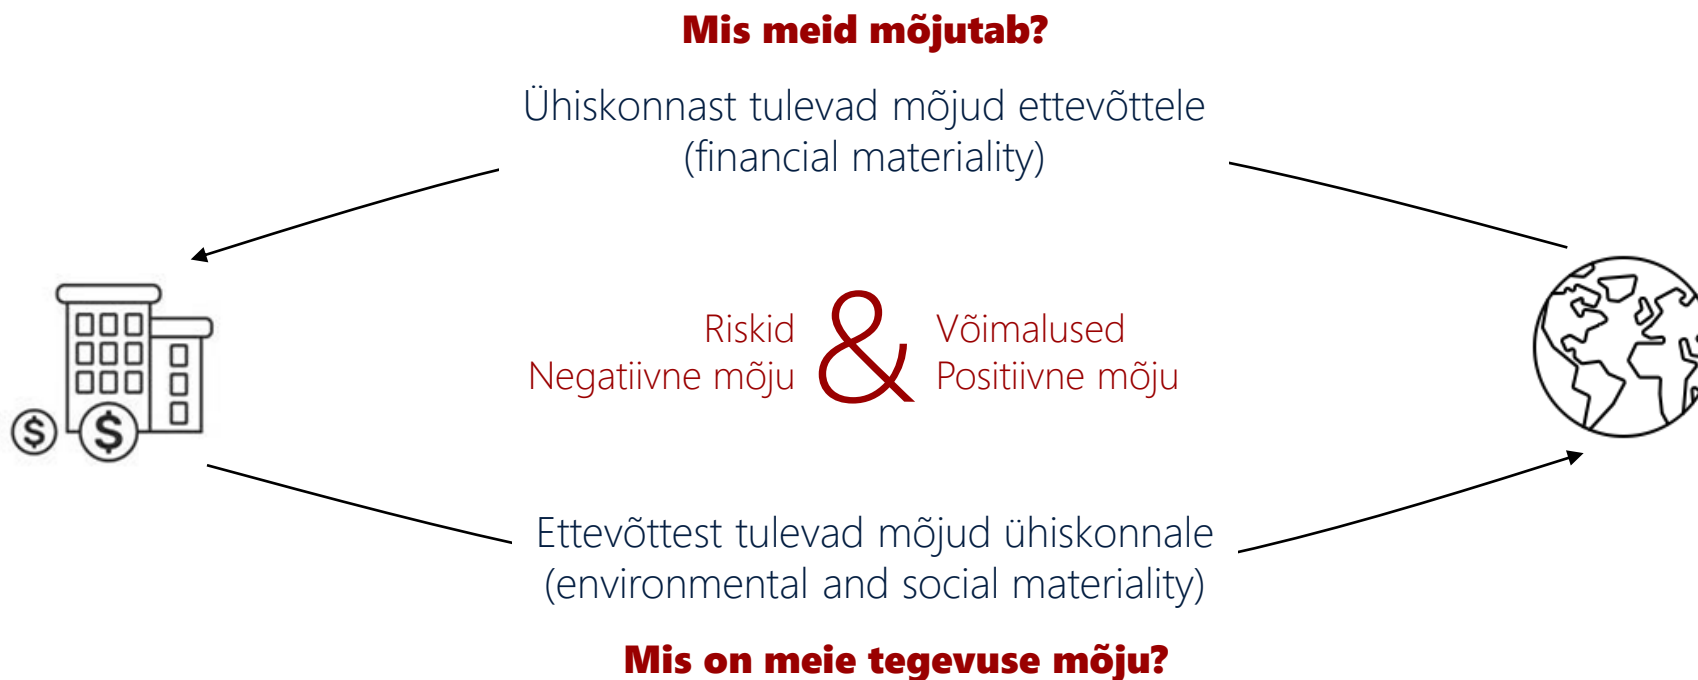 Mis meid mõjutab?
Ühiskonnast tulevad mõjud ettevõttele
(financial materiality)
Riskid & Võimalused
Negatiivne mõju Positiivne mõju
$ $
Ettevõttest tulevad mõjud ühiskonnale
(environmental and social materiality)
Mis on meie tegevuse mõju?